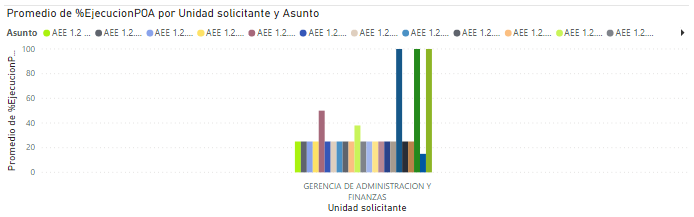 Promedio de %EjecucionPOA por Unidad solicitante y Asunto
Asunto AEE 1.2 ... AEE 1.2.... AEE 1.2.... AEE 1.2.... AEE 1.2.... AEE 1.2.... AEE 1.2.... AEE 1.2.... AEE 1.2.... AEE 1.2.... AEE 1.2.... AEE 1.2....
Promedio de %EjecucionP...
100
80
60
40
20
0
GERENCIA DE ADMINISTRACION Y
FINANZAS
Unidad solicitante